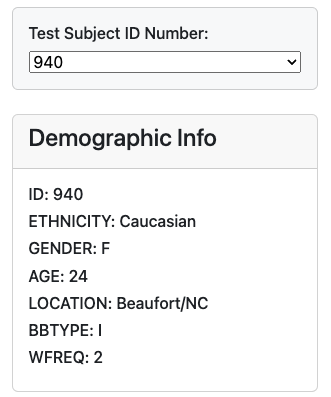 Test Subject ID Number:
940
Demographic Info
ID: 940
ETHNICITY: Caucasian
GENDER: F
AGE: 24
LOCATION: Beaufort/NC
BBTYPE: I
WFREQ: 2